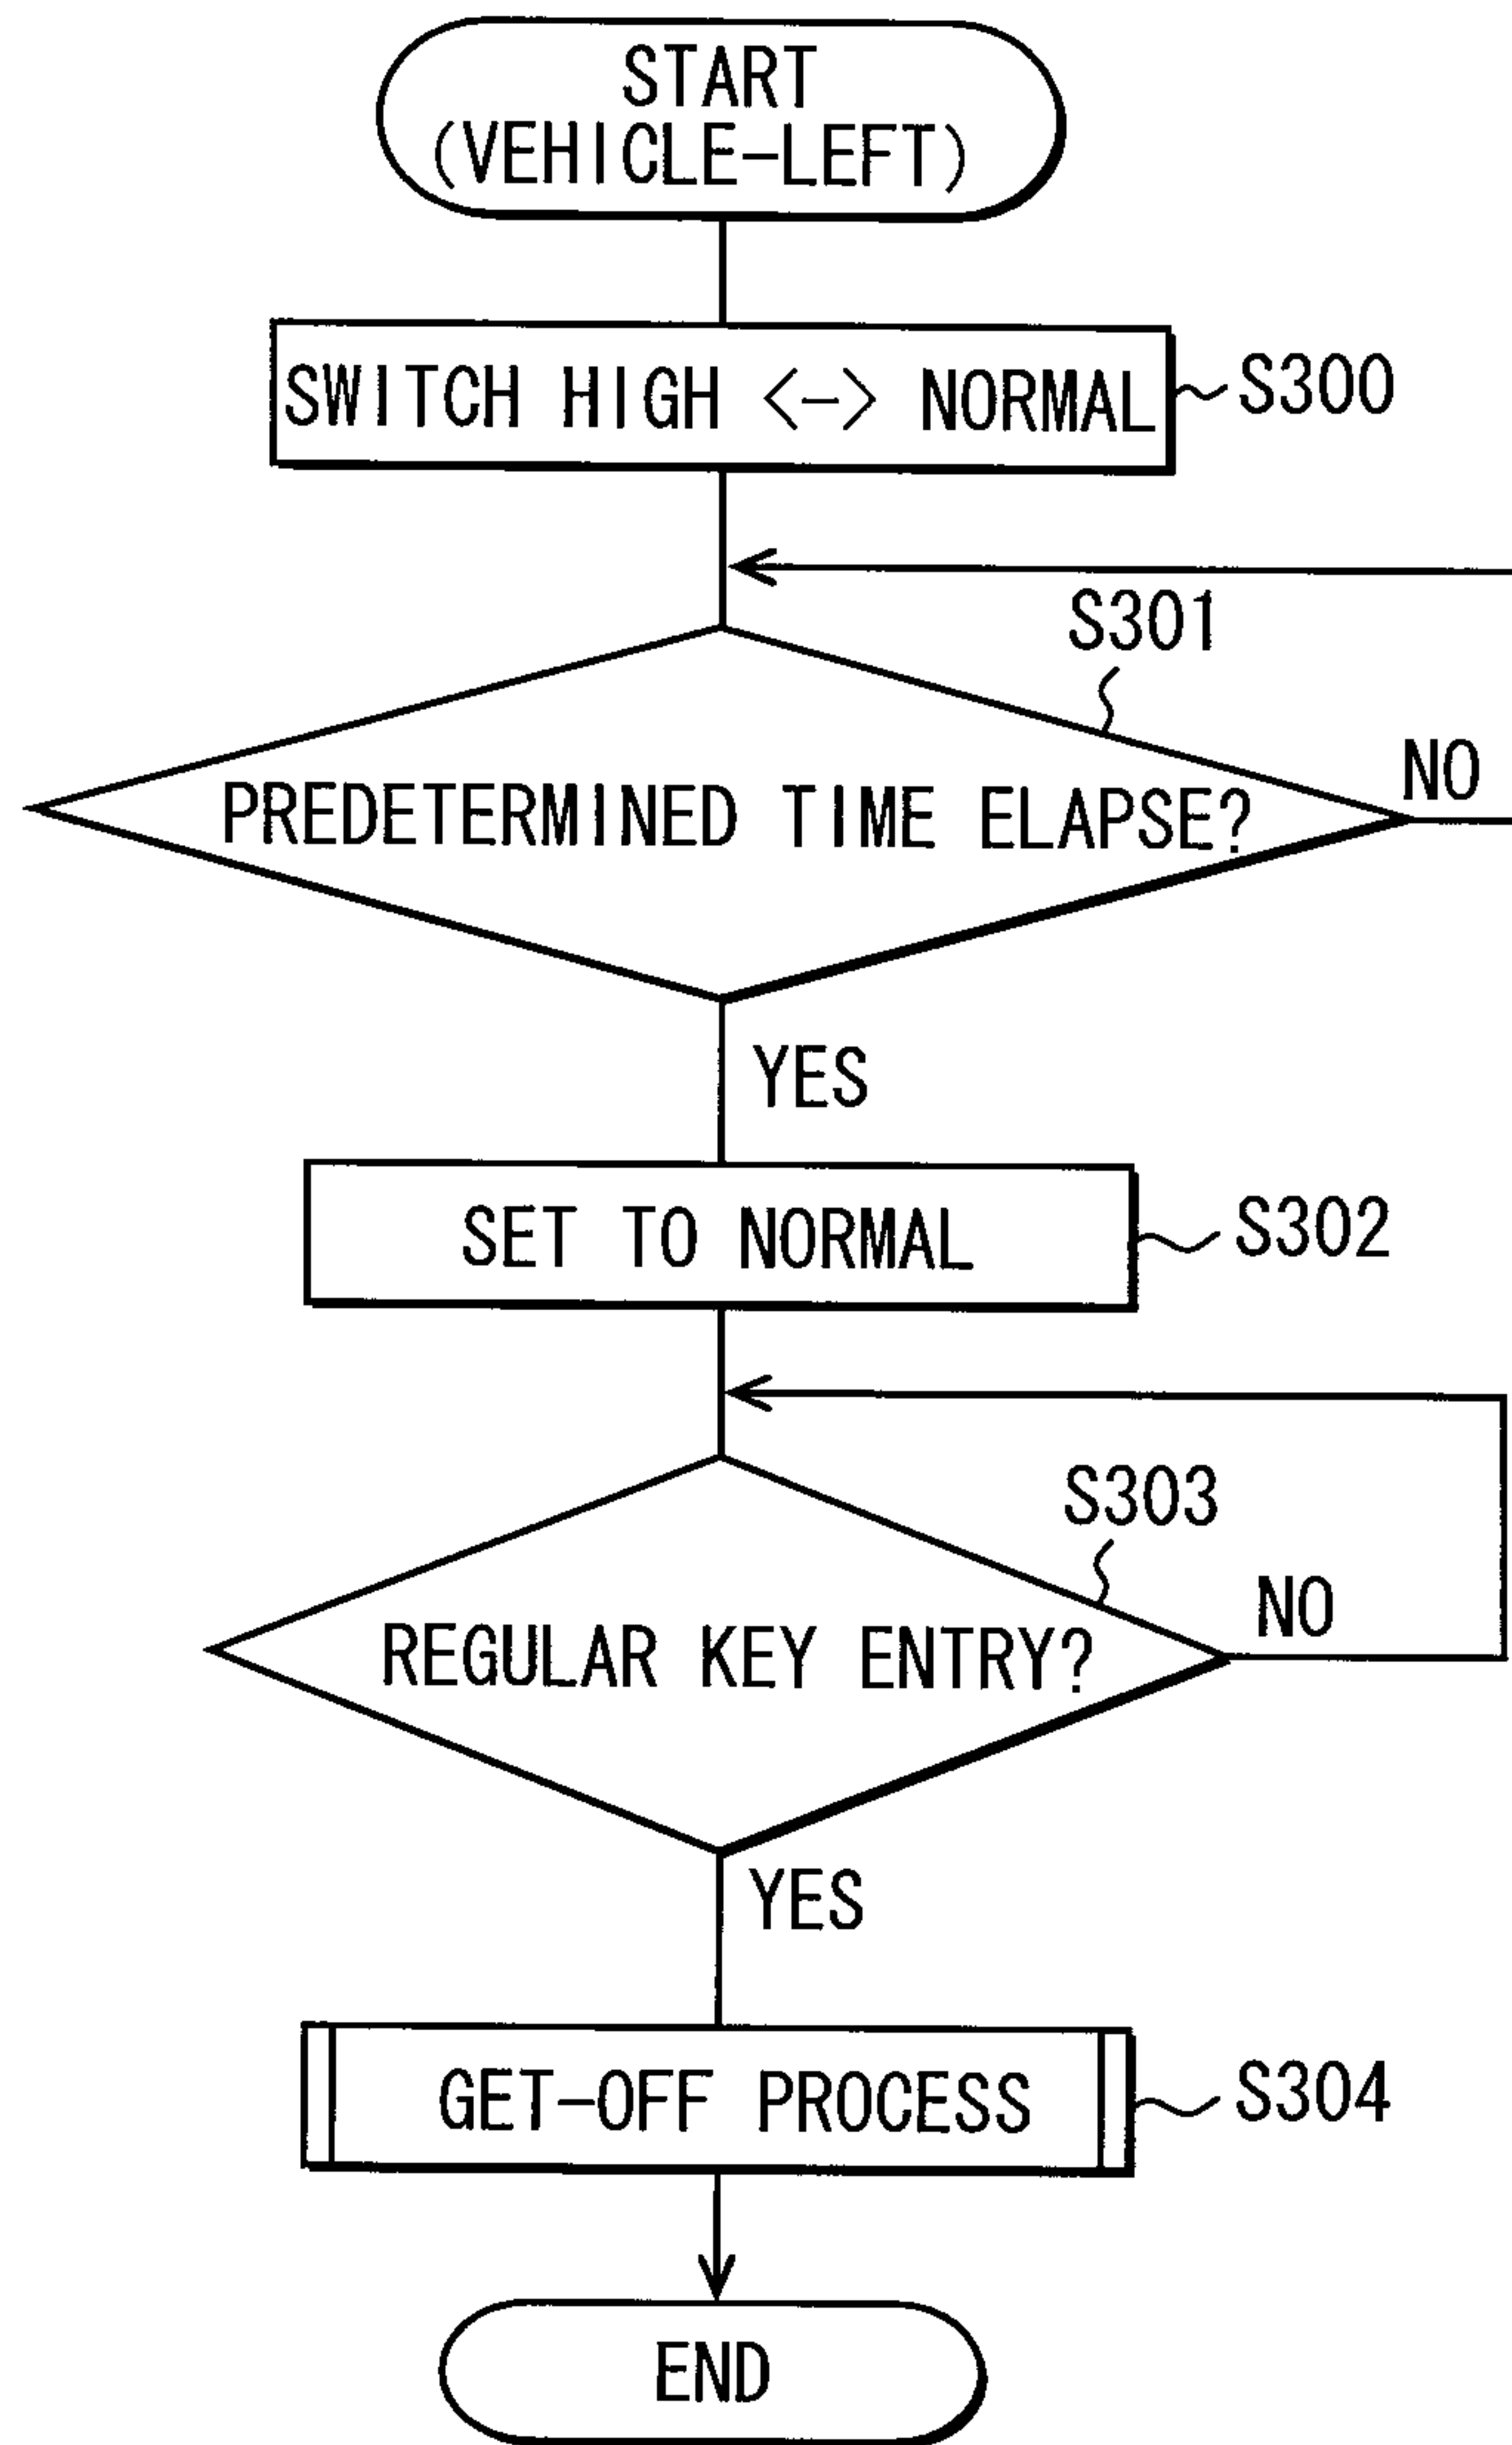 START
(VEHICLE-LEFT)
SWITCH HIGH <-> NORMAL
S300
S301
PREDETERMINED TIME ELAPSE?
NO
YES
SET TO NORMAL
S302
S303
REGULAR KEY ENTRY?
NO
YES
GET-OFF PROCESS
S304
END